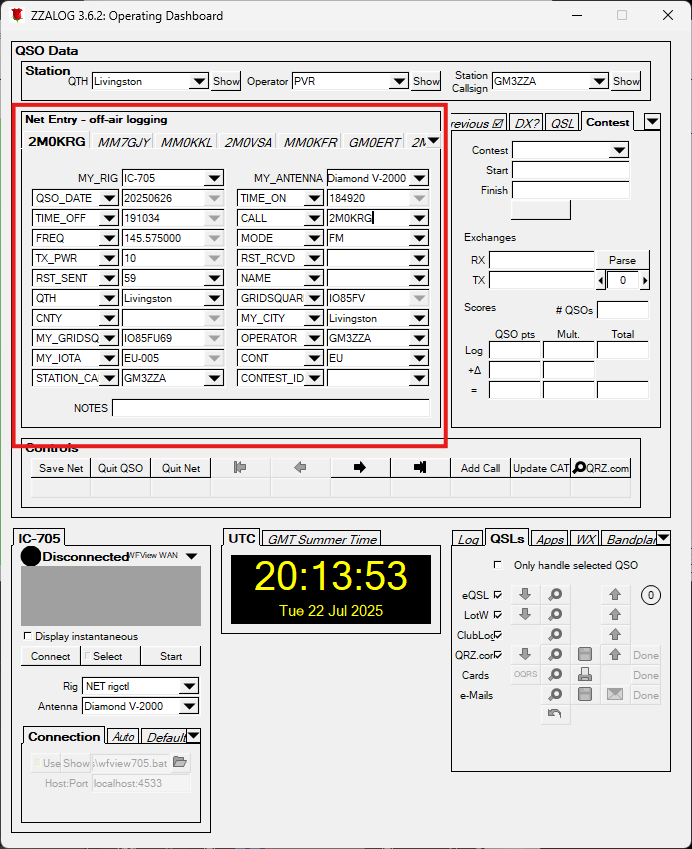 ZZALOG 3.6.2: Operating Dashboard
QSO Data
Station
QTH Livingston Show Operator PVR Show Station Callsign GM3ZZA Show
Net Entry - off-air logging
2M0KRG MM7GJY MM0KKL 2M0VSA MM0KFR GM0ERT 2M
MY_RIG IC-705 MY_ANTENNA Diamond V-2000
QSO_DATE 20250626 TIME_ON 184920
TIME_OFF 191034 CALL 2M0KRG
FREQ 145.575000 MODE FM
TX_PWR 10 RST_RCVD
RST_SENT 59 NAME
QTH Livingston GRIDSQUAR IO85FV
CNTY MY_CITY Livingston
MY_GRIDSQ IO85FU69 OPERATOR GM3ZZA
MY_IOTA EU-005 CONT EU
STATION_CA GM3ZZA CONTEST_ID
NOTES
revious DX? QSL Contest
Contest
Start
Finish
Exchanges
RX Parse
TX 0
Scores # QSOs
QSO pts Mult. Total
Log
+Δ
=
Controls
Save Net Quit QSO Quit Net Add Call Update CAT QRZ.com
IC-705
Disconnected WFView WAN
Display instantaneous
Connect Select Start
Rig NET rigctl
Antenna Diamond V-2000
Connection Auto Default
Use Show s\wfview705.bat
Host:Port localhost:4533
UTC GMT Summer Time
20:13:53
Tue 22 Jul 2025
Log QSLs Apps WX Bandplan
Only handle selected QSO
eQSL 0
LotW
ClubLog
QRZ.com Done
Cards OQRS Done
e-Mails Done